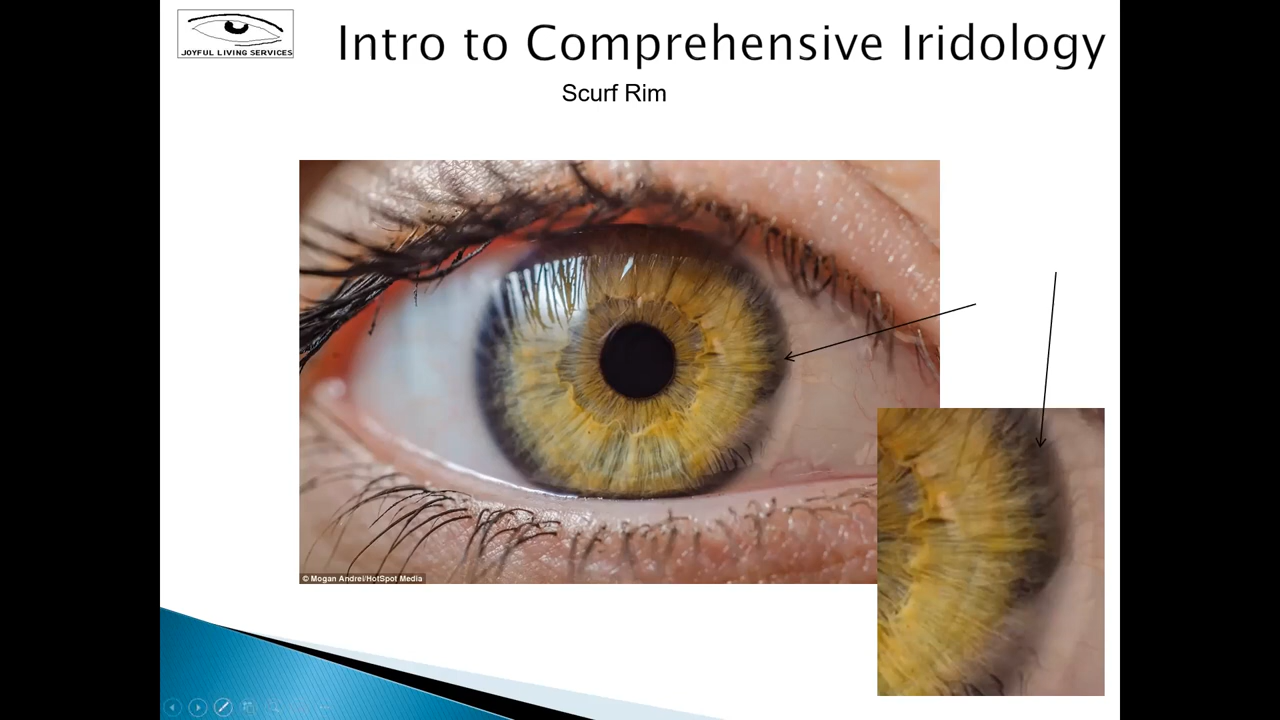 JOYFUL LIVING SERVICES
Intro to Comprehensive Iridology
Scurf Rim
© Mogan Andrei/HotSpot Media